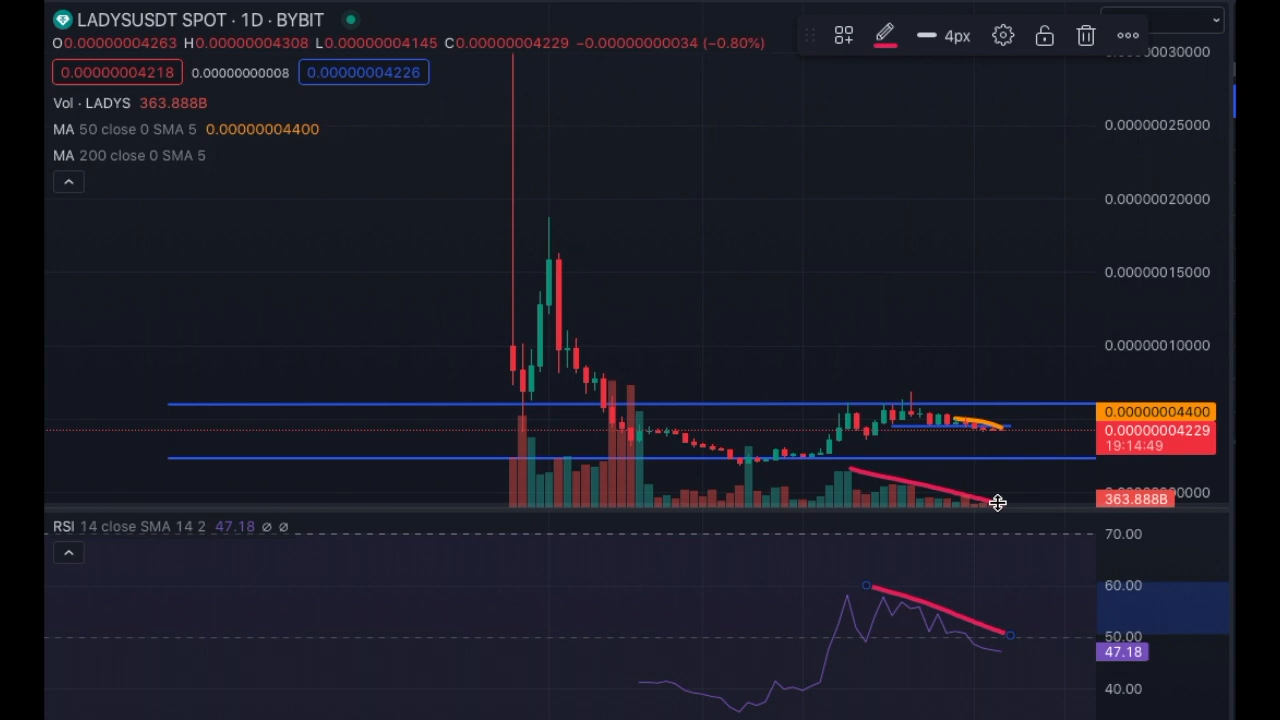 LADYSUSDT SPOT · 1D · BYBIT
O0.00000004263 H0.00000004308 L0.00000004145 C0.00000004229 −0.00000000034 (−0.80%)
4px
0.00000004218 0.00000000008 0.00000004226
Vol · LADYS 363.888B
MA 50 close 0 SMA 5 0.00000004400
MA 200 close 0 SMA 5
0.00000025000
0.00000020000
0.00000015000
0.00000010000
0.00000004400
0.00000004229
19:14:49
363.888B
RSI 14 close SMA 14 2 47.18 ∅ ∅
70.00
60.00
50.00
47.18
40.00